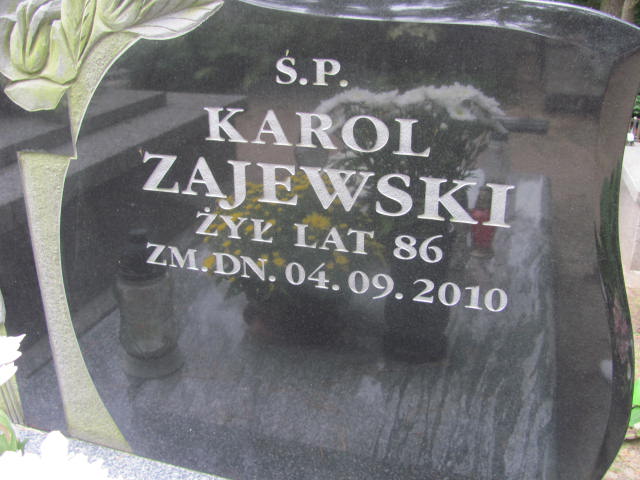 Ś.P.
KAROL
ZAJEWSKI
ŻYŁ LAT 86
ZM.DN. 04.09.2010